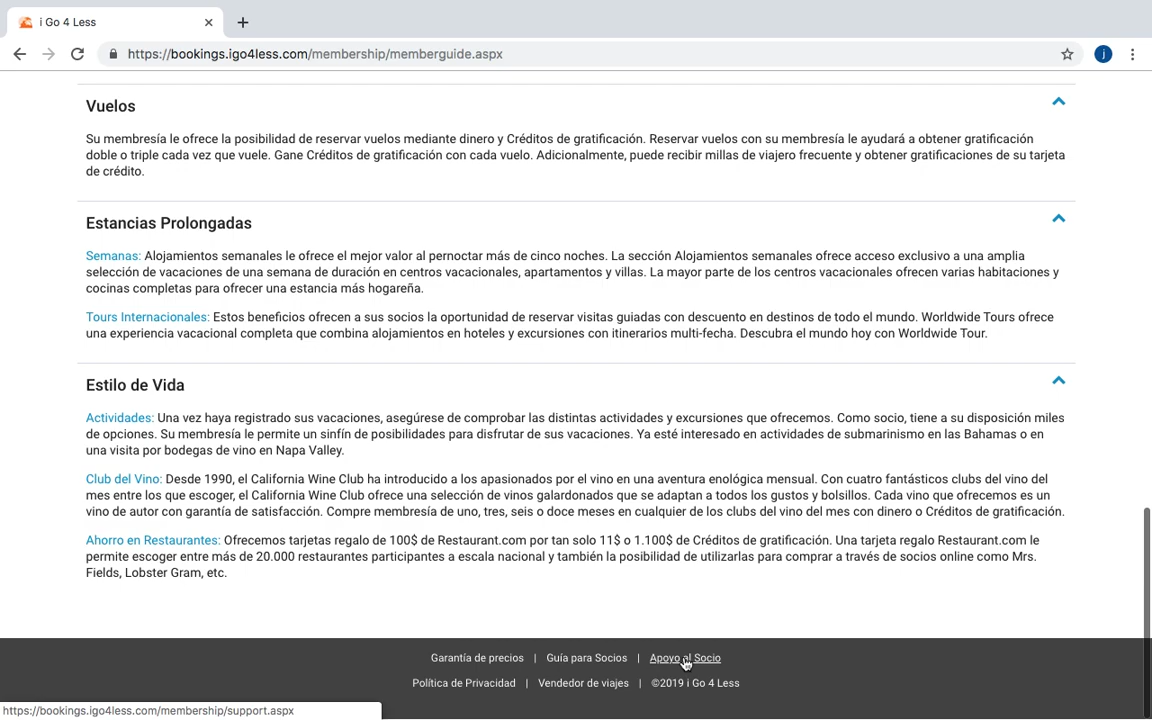 i Go 4 Less
https://bookings.igo4less.com/membership/memberguide.aspx
j
Vuelos
Su membresía le ofrece la posibilidad de reservar vuelos mediante dinero y Créditos de gratificación. Reservar vuelos con su membresía le ayudará a obtener gratificación
doble o triple cada vez que vuele. Gane Créditos de gratificación con cada vuelo. Adicionalmente, puede recibir millas de viajero frecuente y obtener gratificaciones de su tarjeta
de crédito.
Estancias Prolongadas
Semanas: Alojamientos semanales le ofrece el mejor valor al pernoctar más de cinco noches. La sección Alojamientos semanales ofrece acceso exclusivo a una amplia
selección de vacaciones de una semana de duración en centros vacacionales, apartamentos y villas. La mayor parte de los centros vacacionales ofrecen varias habitaciones y
cocinas completas para ofrecer una estancia más hogareña.
Tours Internacionales: Estos beneficios ofrecen a sus socios la oportunidad de reservar visitas guiadas con descuento en destinos de todo el mundo. Worldwide Tours ofrece
una experiencia vacacional completa que combina alojamientos en hoteles y excursiones con itinerarios multi-fecha. Descubra el mundo hoy con Worldwide Tour.
Estilo de Vida
Actividades: Una vez haya registrado sus vacaciones, asegúrese de comprobar las distintas actividades y excursiones que ofrecemos. Como socio, tiene a su disposición miles
de opciones. Su membresía le permite un sinfín de posibilidades para disfrutar de sus vacaciones. Ya esté interesado en actividades de submarinismo en las Bahamas o en
una visita por bodegas de vino en Napa Valley.
Club del Vino: Desde 1990, el California Wine Club ha introducido a los apasionados por el vino en una aventura enológica mensual. Con cuatro fantásticos clubs del vino del
mes entre los que escoger, el California Wine Club ofrece una selección de vinos galardonados que se adaptan a todos los gustos y bolsillos. Cada vino que ofrecemos es un
vino de autor con garantía de satisfacción. Compre membresía de uno, tres, seis o doce meses en cualquier de los clubs del vino del mes con dinero o Créditos de gratificación.
Ahorro en Restaurantes: Ofrecemos tarjetas regalo de 100$ de Restaurant.com por tan solo 11$ o 1.100$ de Créditos de gratificación. Una tarjeta regalo Restaurant.com le
permite escoger entre más de 20.000 restaurantes participantes a escala nacional y también la posibilidad de utilizarlas para comprar a través de socios online como Mrs.
Fields, Lobster Gram, etc.
Garantía de precios | Guía para Socios | Apoyo al Socio
Política de Privacidad | Vendedor de viajes | ©2019 i Go 4 Less
https://bookings.igo4less.com/membership/support.aspx